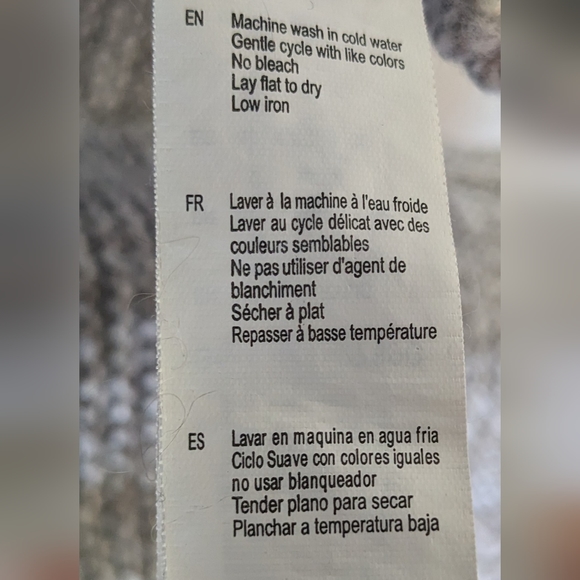 EN Machine wash in cold water
Gentle cycle with like colors
No bleach
Lay flat to dry
Low iron
FR Laver à la machine à l'eau froide
Laver au cycle délicat avec des
couleurs semblables
Ne pas utiliser d'agent de
blanchiment
Sécher à plat
Repasser à basse température
ES Lavar en maquina en agua fria
Ciclo Suave con colores iguales
no usar blanqueador
Tender plano para secar
Planchar a temperatura baja